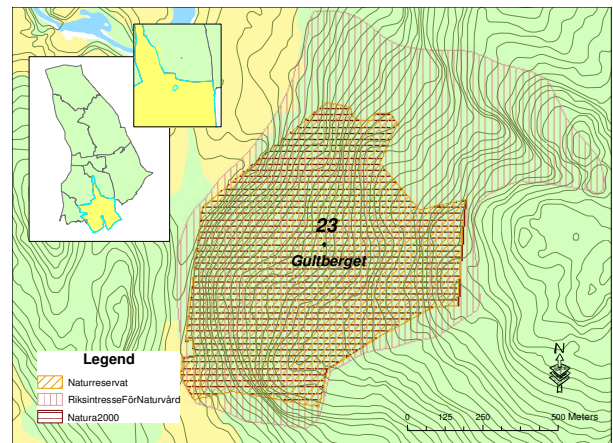 23
Gultberget
Legend
Naturreservat
RiksintresseFörNaturvård
Natura2000
N
0 125 250 500 Meters